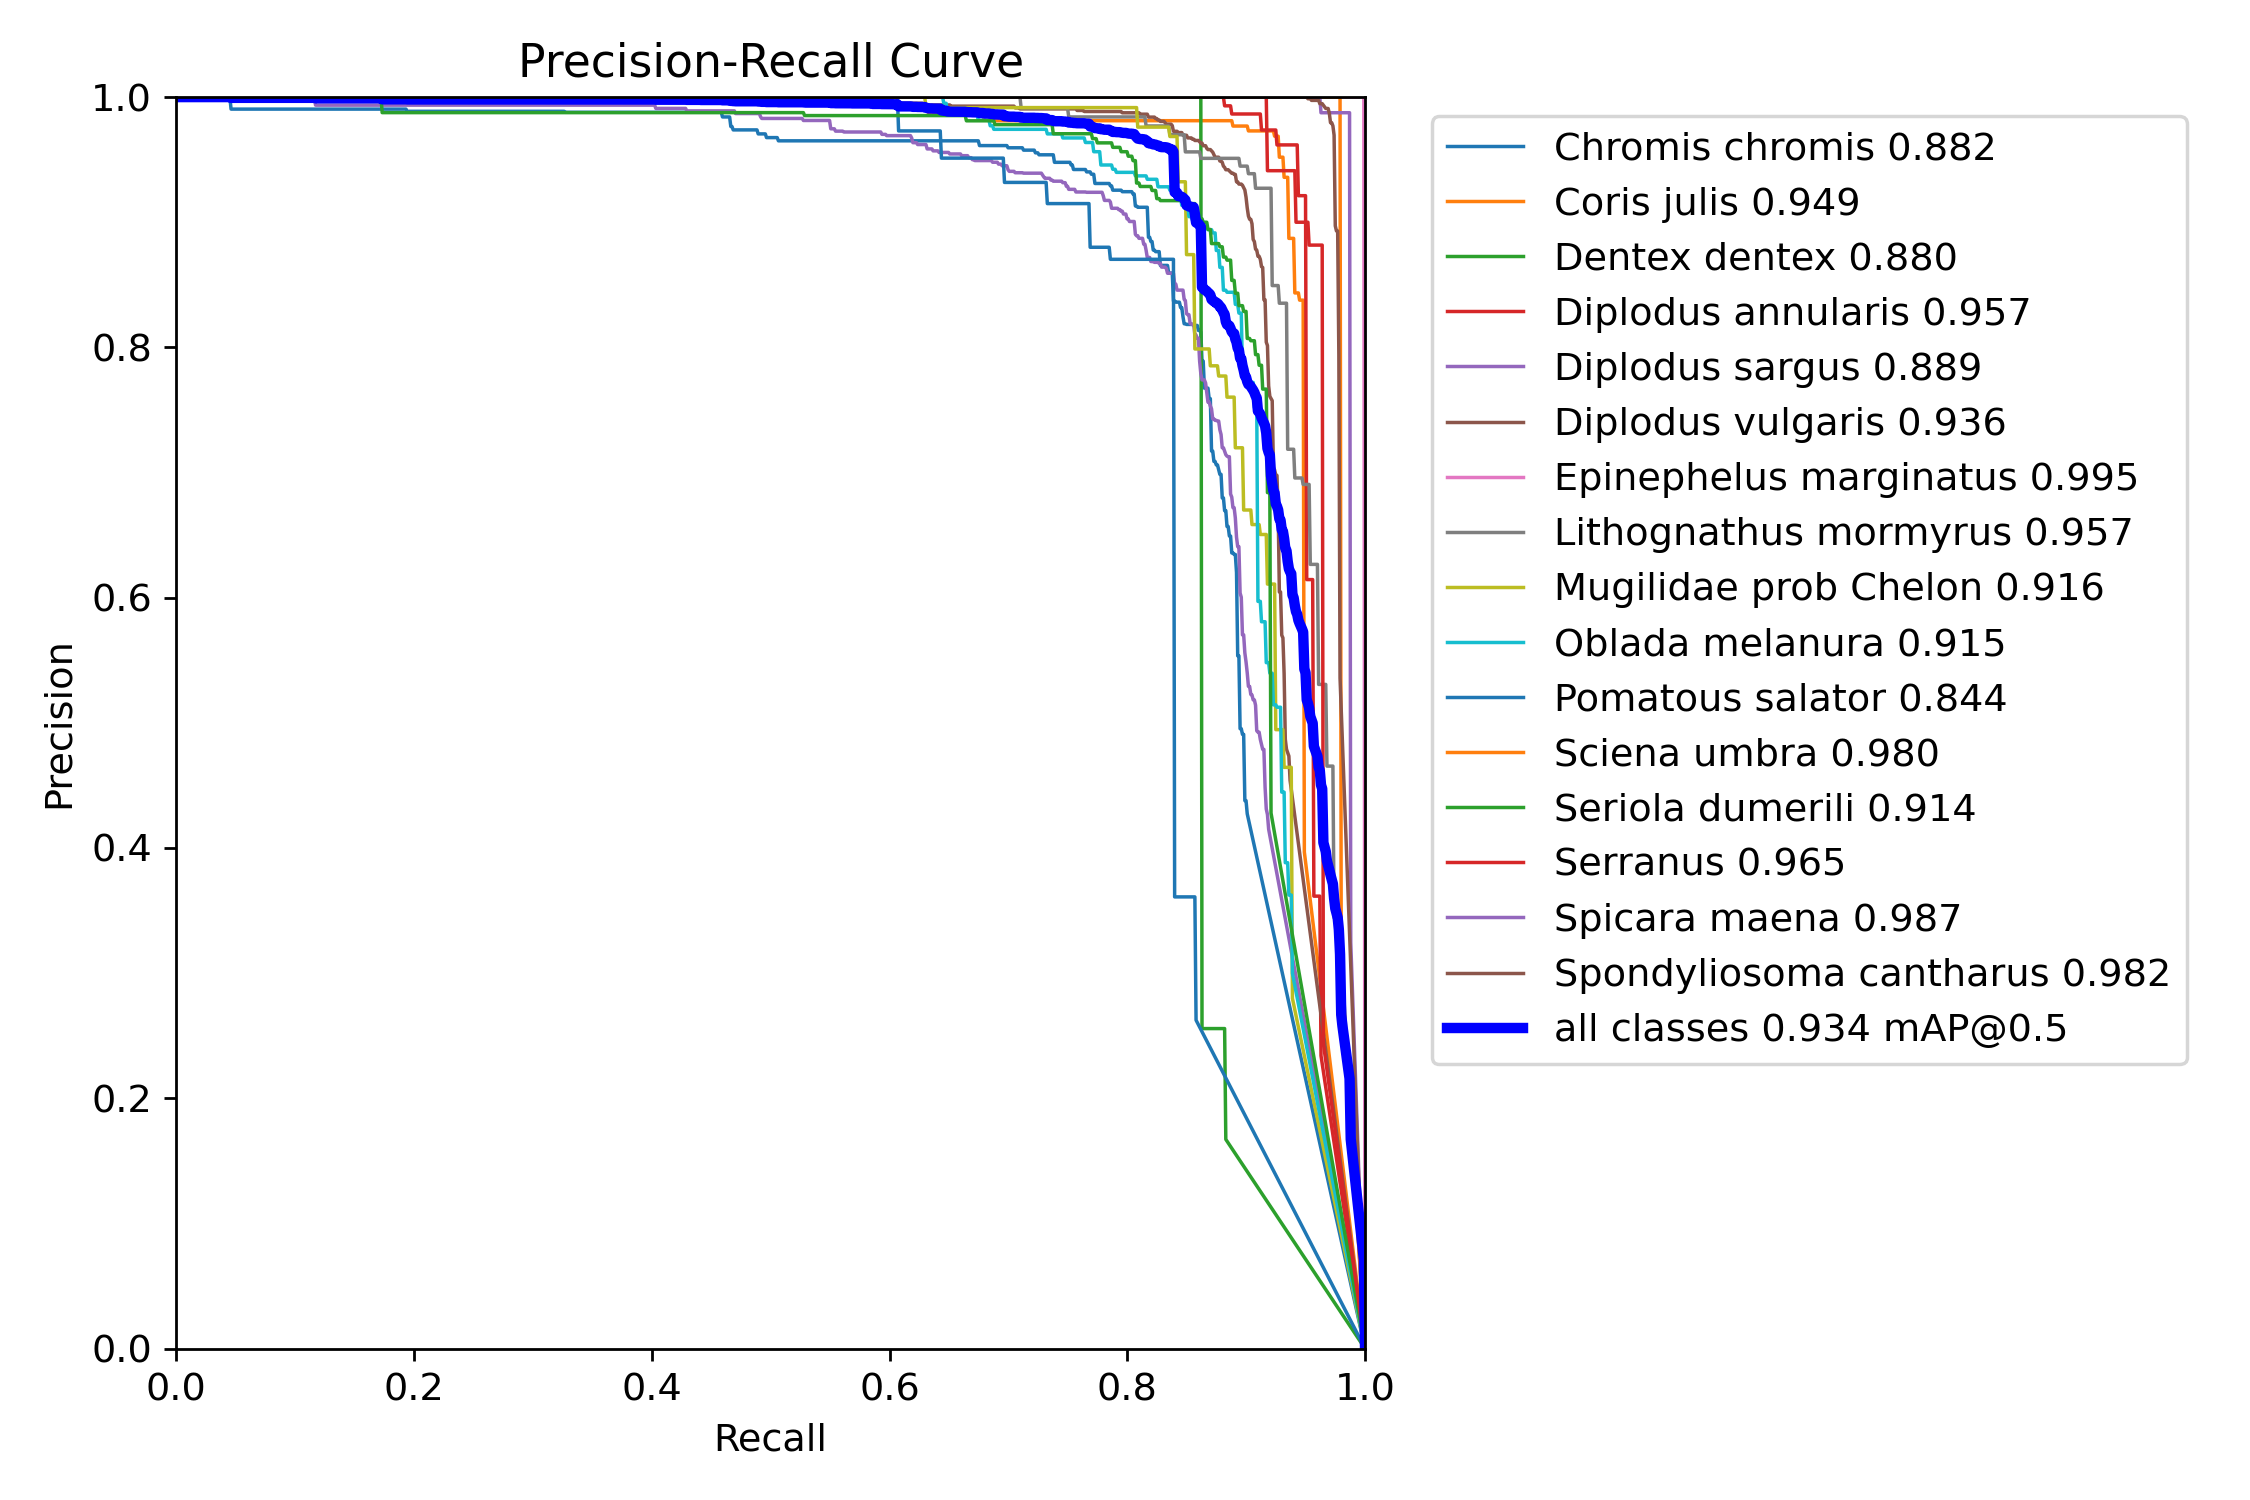 Precision-Recall Curve
1.0
0.8
0.6
0.4
0.2
0.0
Precision
0.0 0.2 0.4 0.6 0.8 1.0
Recall
Chromis chromis 0.882
Coris julis 0.949
Dentex dentex 0.880
Diplodus annularis 0.957
Diplodus sargus 0.889
Diplodus vulgaris 0.936
Epinephelus marginatus 0.995
Lithognathus mormyrus 0.957
Mugilidae prob Chelon 0.916
Oblada melanura 0.915
Pomatous salator 0.844
Sciena umbra 0.980
Seriola dumerili 0.914
Serranus 0.965
Spicara maena 0.987
Spondyliosoma cantharus 0.982
all classes 0.934 mAP@0.5